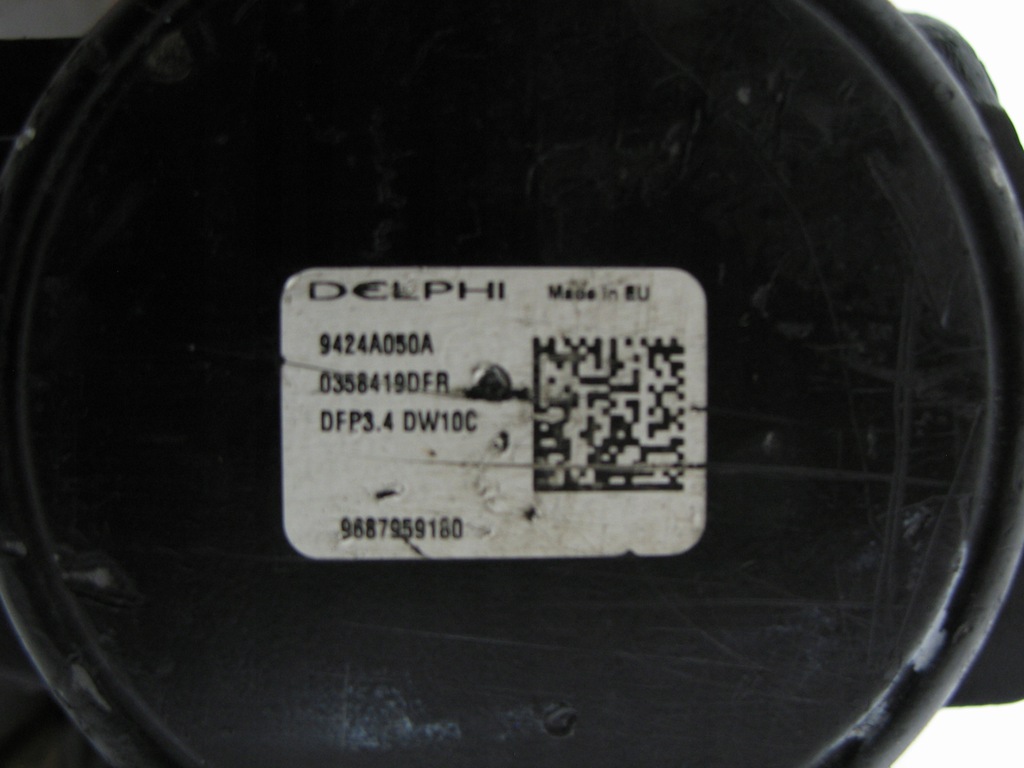 DELPHI Made in EU
9424A050A
0358419DFR
DFP3.4 DW10C
9687959180